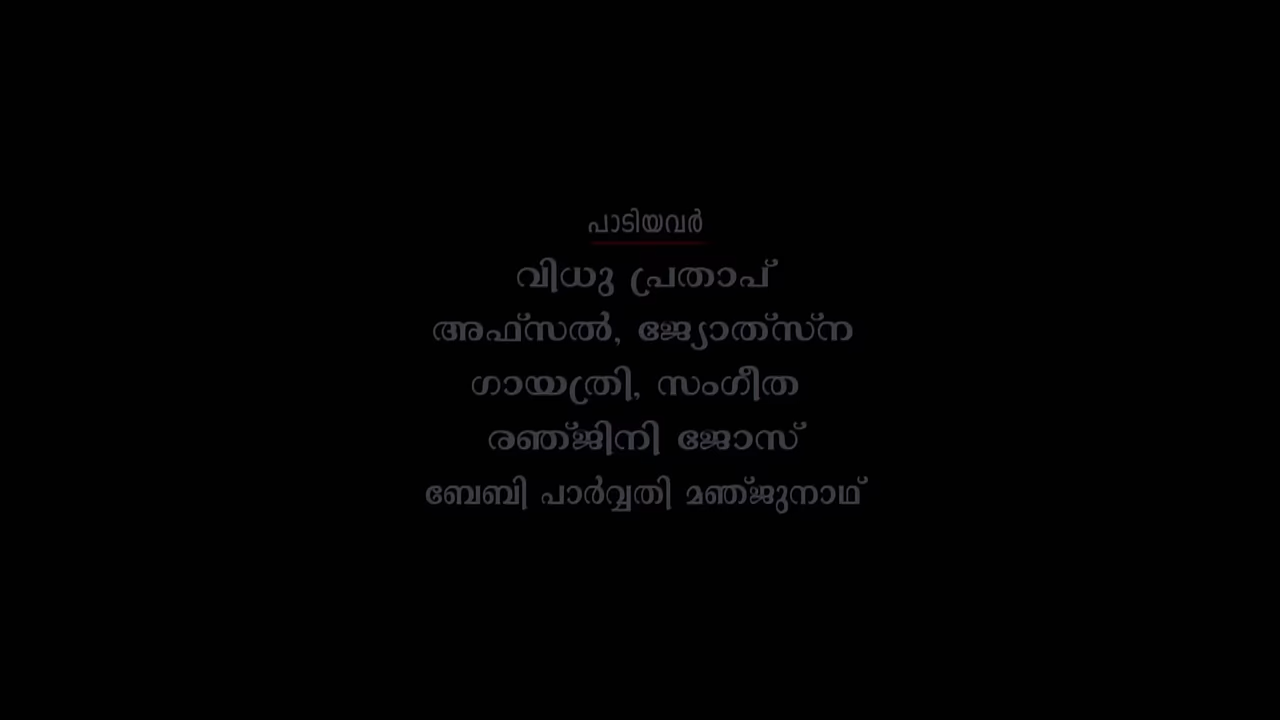 പാടിയവർ
വിധു പ്രതാപ്
അഫ്സൽ, ജ്യോത്സ്ന
ഗായത്രി, സംഗീത
രഞ്ജിനി ജോസ്
ബേബി പാർവ്വതി മഞ്ജുനാഥ്